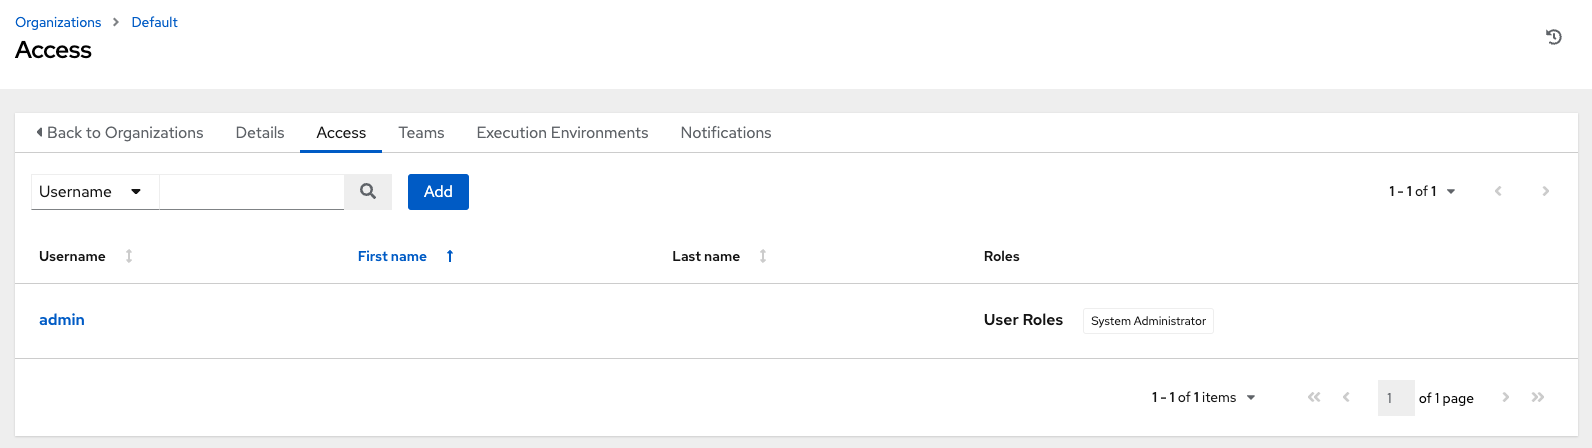 Organizations Default
Access
Back to Organizations Details Access Teams Execution Environments Notifications
Username Add 1 - 1 of 1
Username First name Last name Roles
admin User Roles System Administrator
1 - 1 of 1 items 1 of 1 page